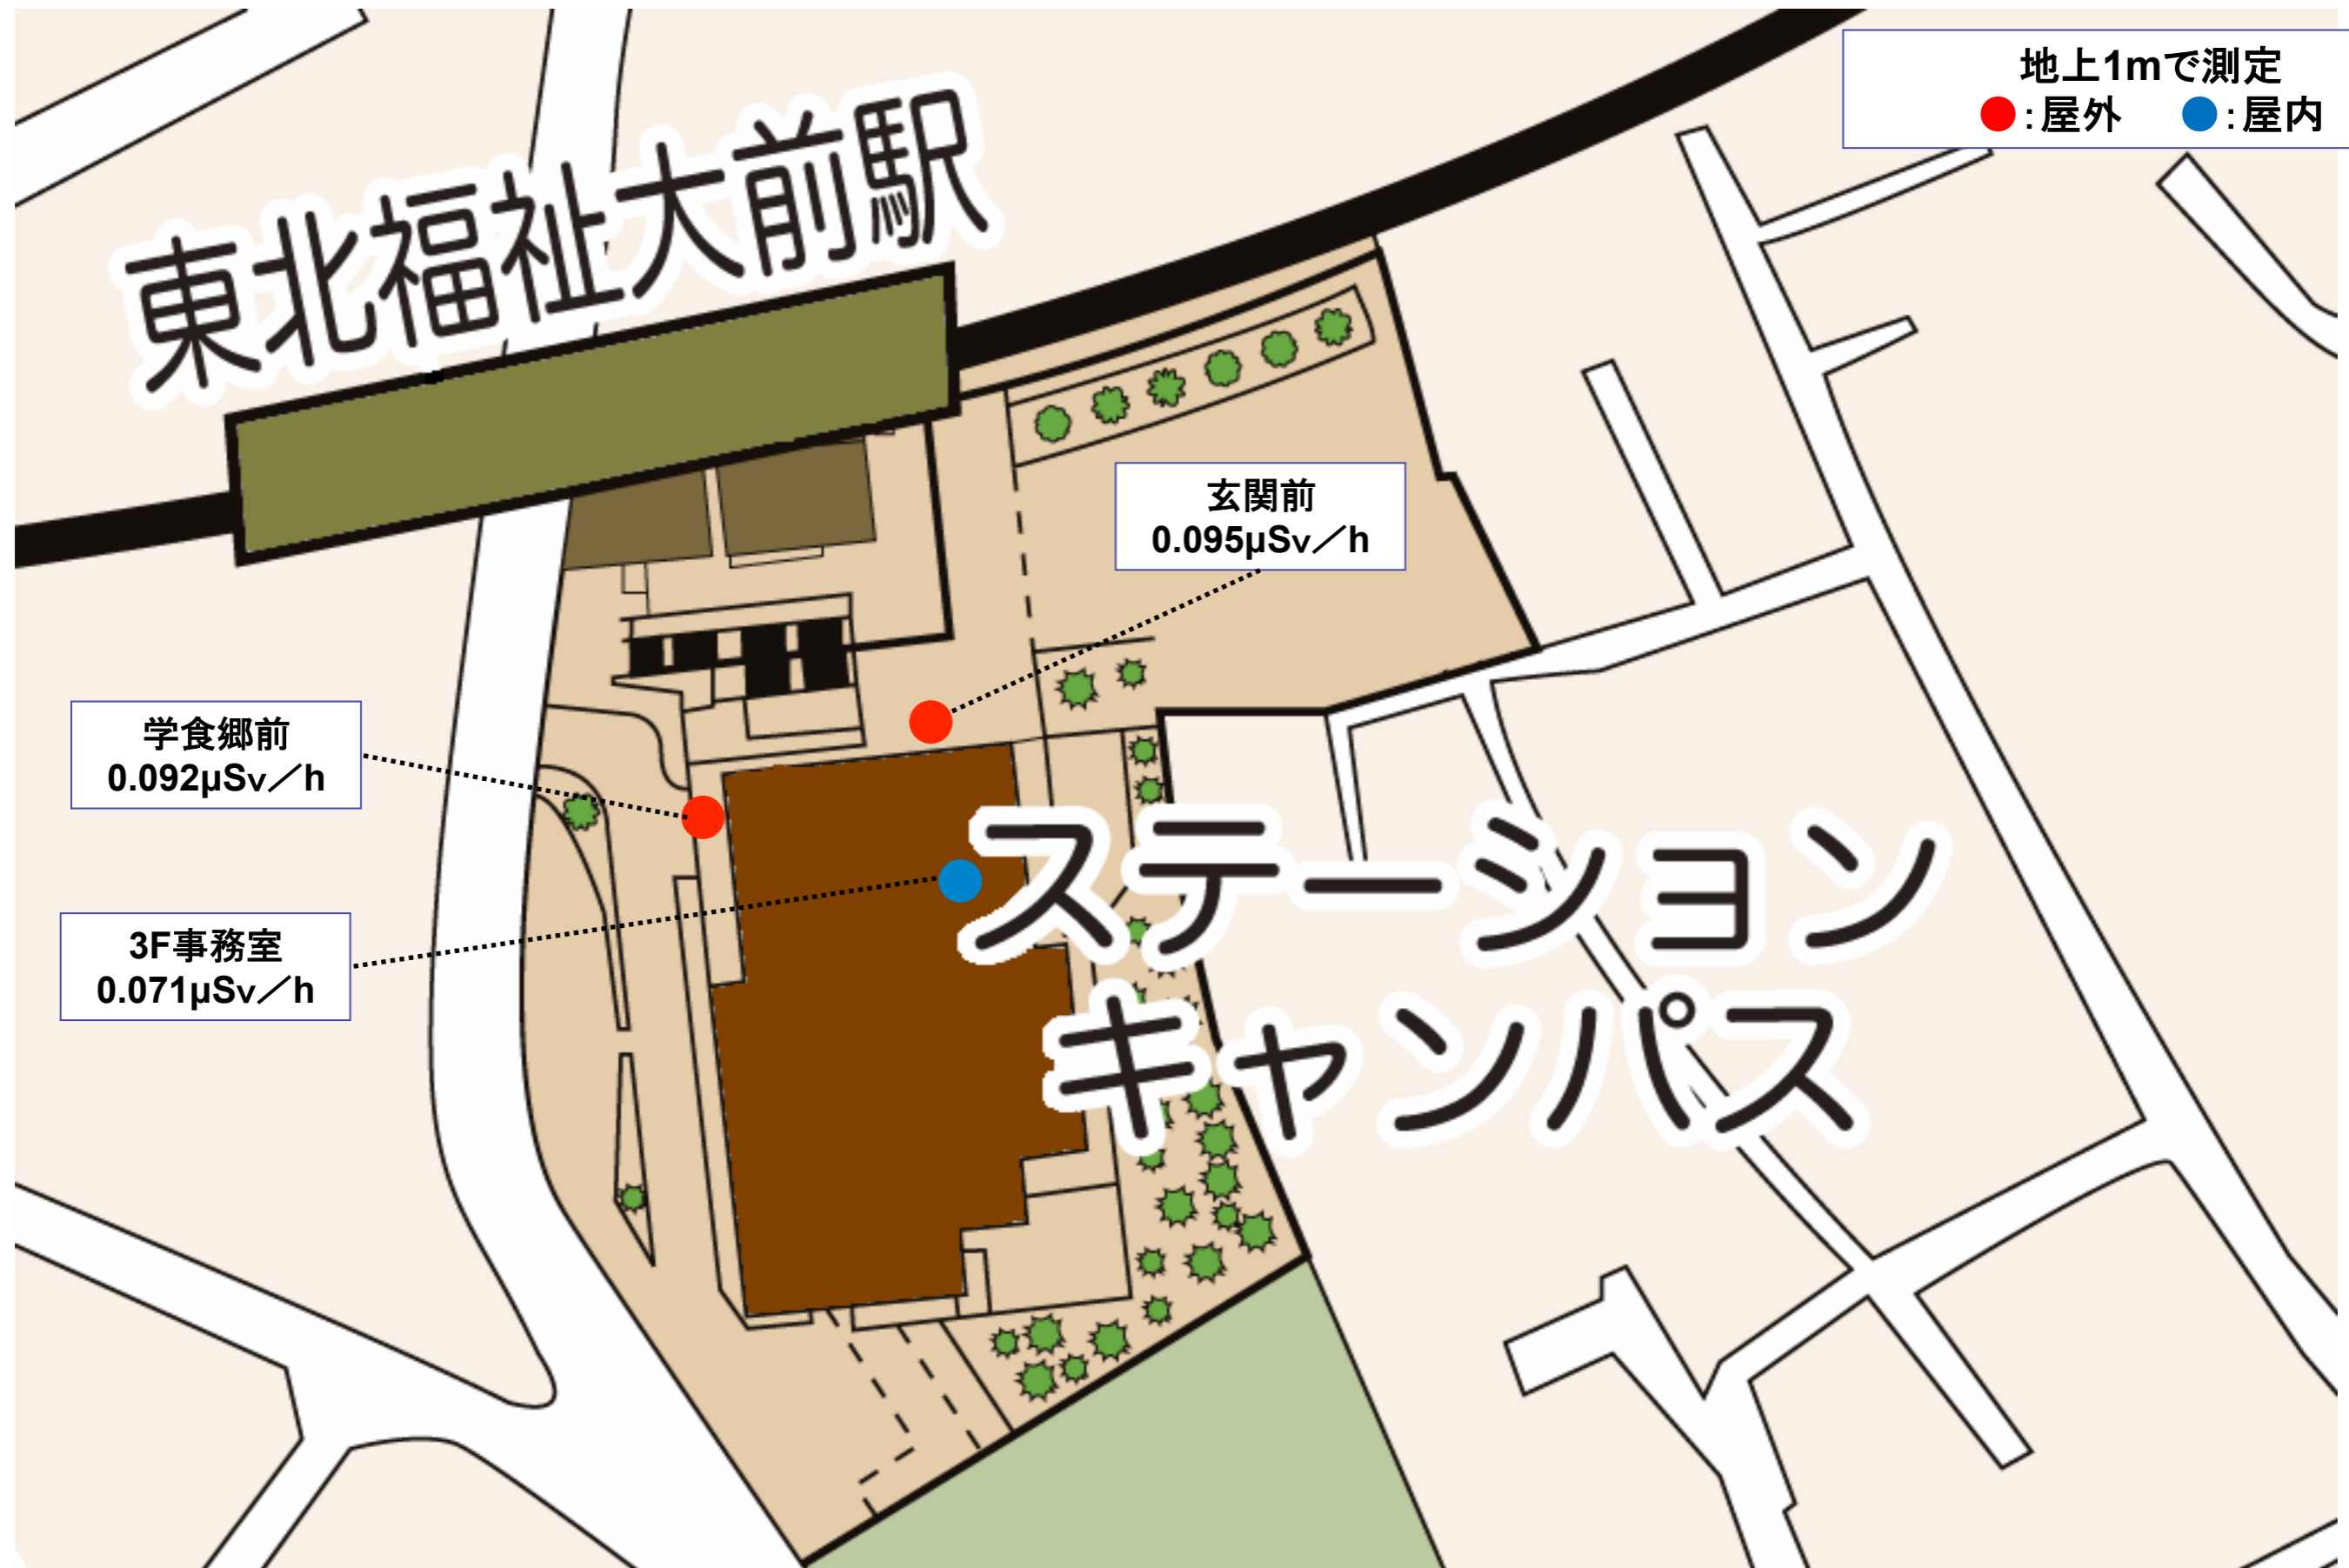 地上1mで測定
●：屋外　●：屋内
東北福祉大前駅
玄関前
0.095μSv／h
学食郷前
0.092μSv／h
3F事務室
0.071μSv／h
ステーション
キャンパス